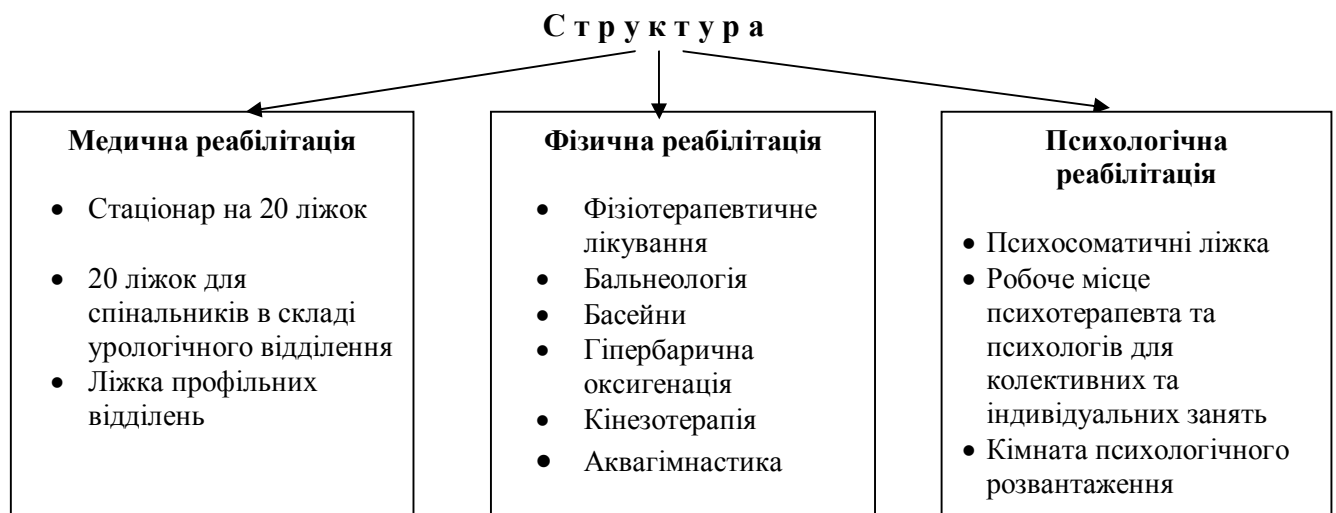 С т р у к т у р а
Медична реабілітація
• Стаціонар на 20 ліжок
• 20 ліжок для
спінальників в складі
урологічного відділення
• Ліжка профільних
відділень
Фізична реабілітація
• Фізіотерапевтичне
лікування
• Бальнеологія
• Басейни
• Гіпербарична
оксигенація
• Кінезотерапія
• Аквагімнастика
Психологічна
реабілітація
• Психосоматичні ліжка
• Робоче місце
психотерапевта та
психологів для
колективних та
індивідуальних занять
• Кімната психологічного
розвантаження